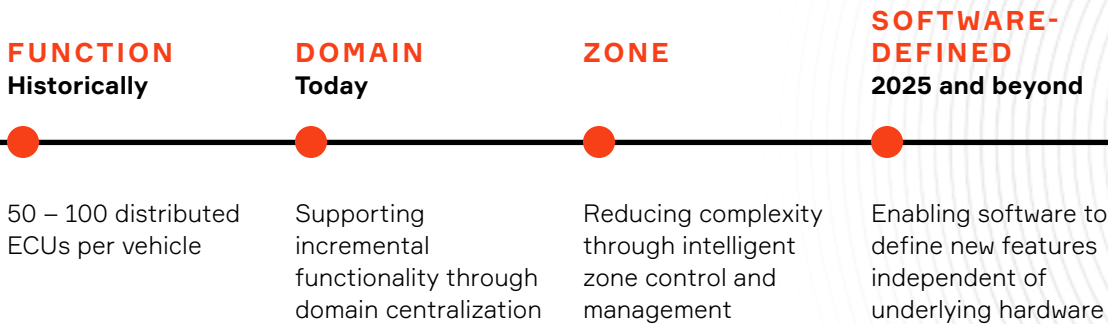 FUNCTION
Historically
50 – 100 distributed
ECUs per vehicle
DOMAIN
Today
Supporting
incremental
functionality through
domain centralization
ZONE
Reducing complexity
through intelligent
zone control and
management
SOFTWARE-
DEFINED
2025 and beyond
Enabling software to
define new features
independent of
underlying hardware